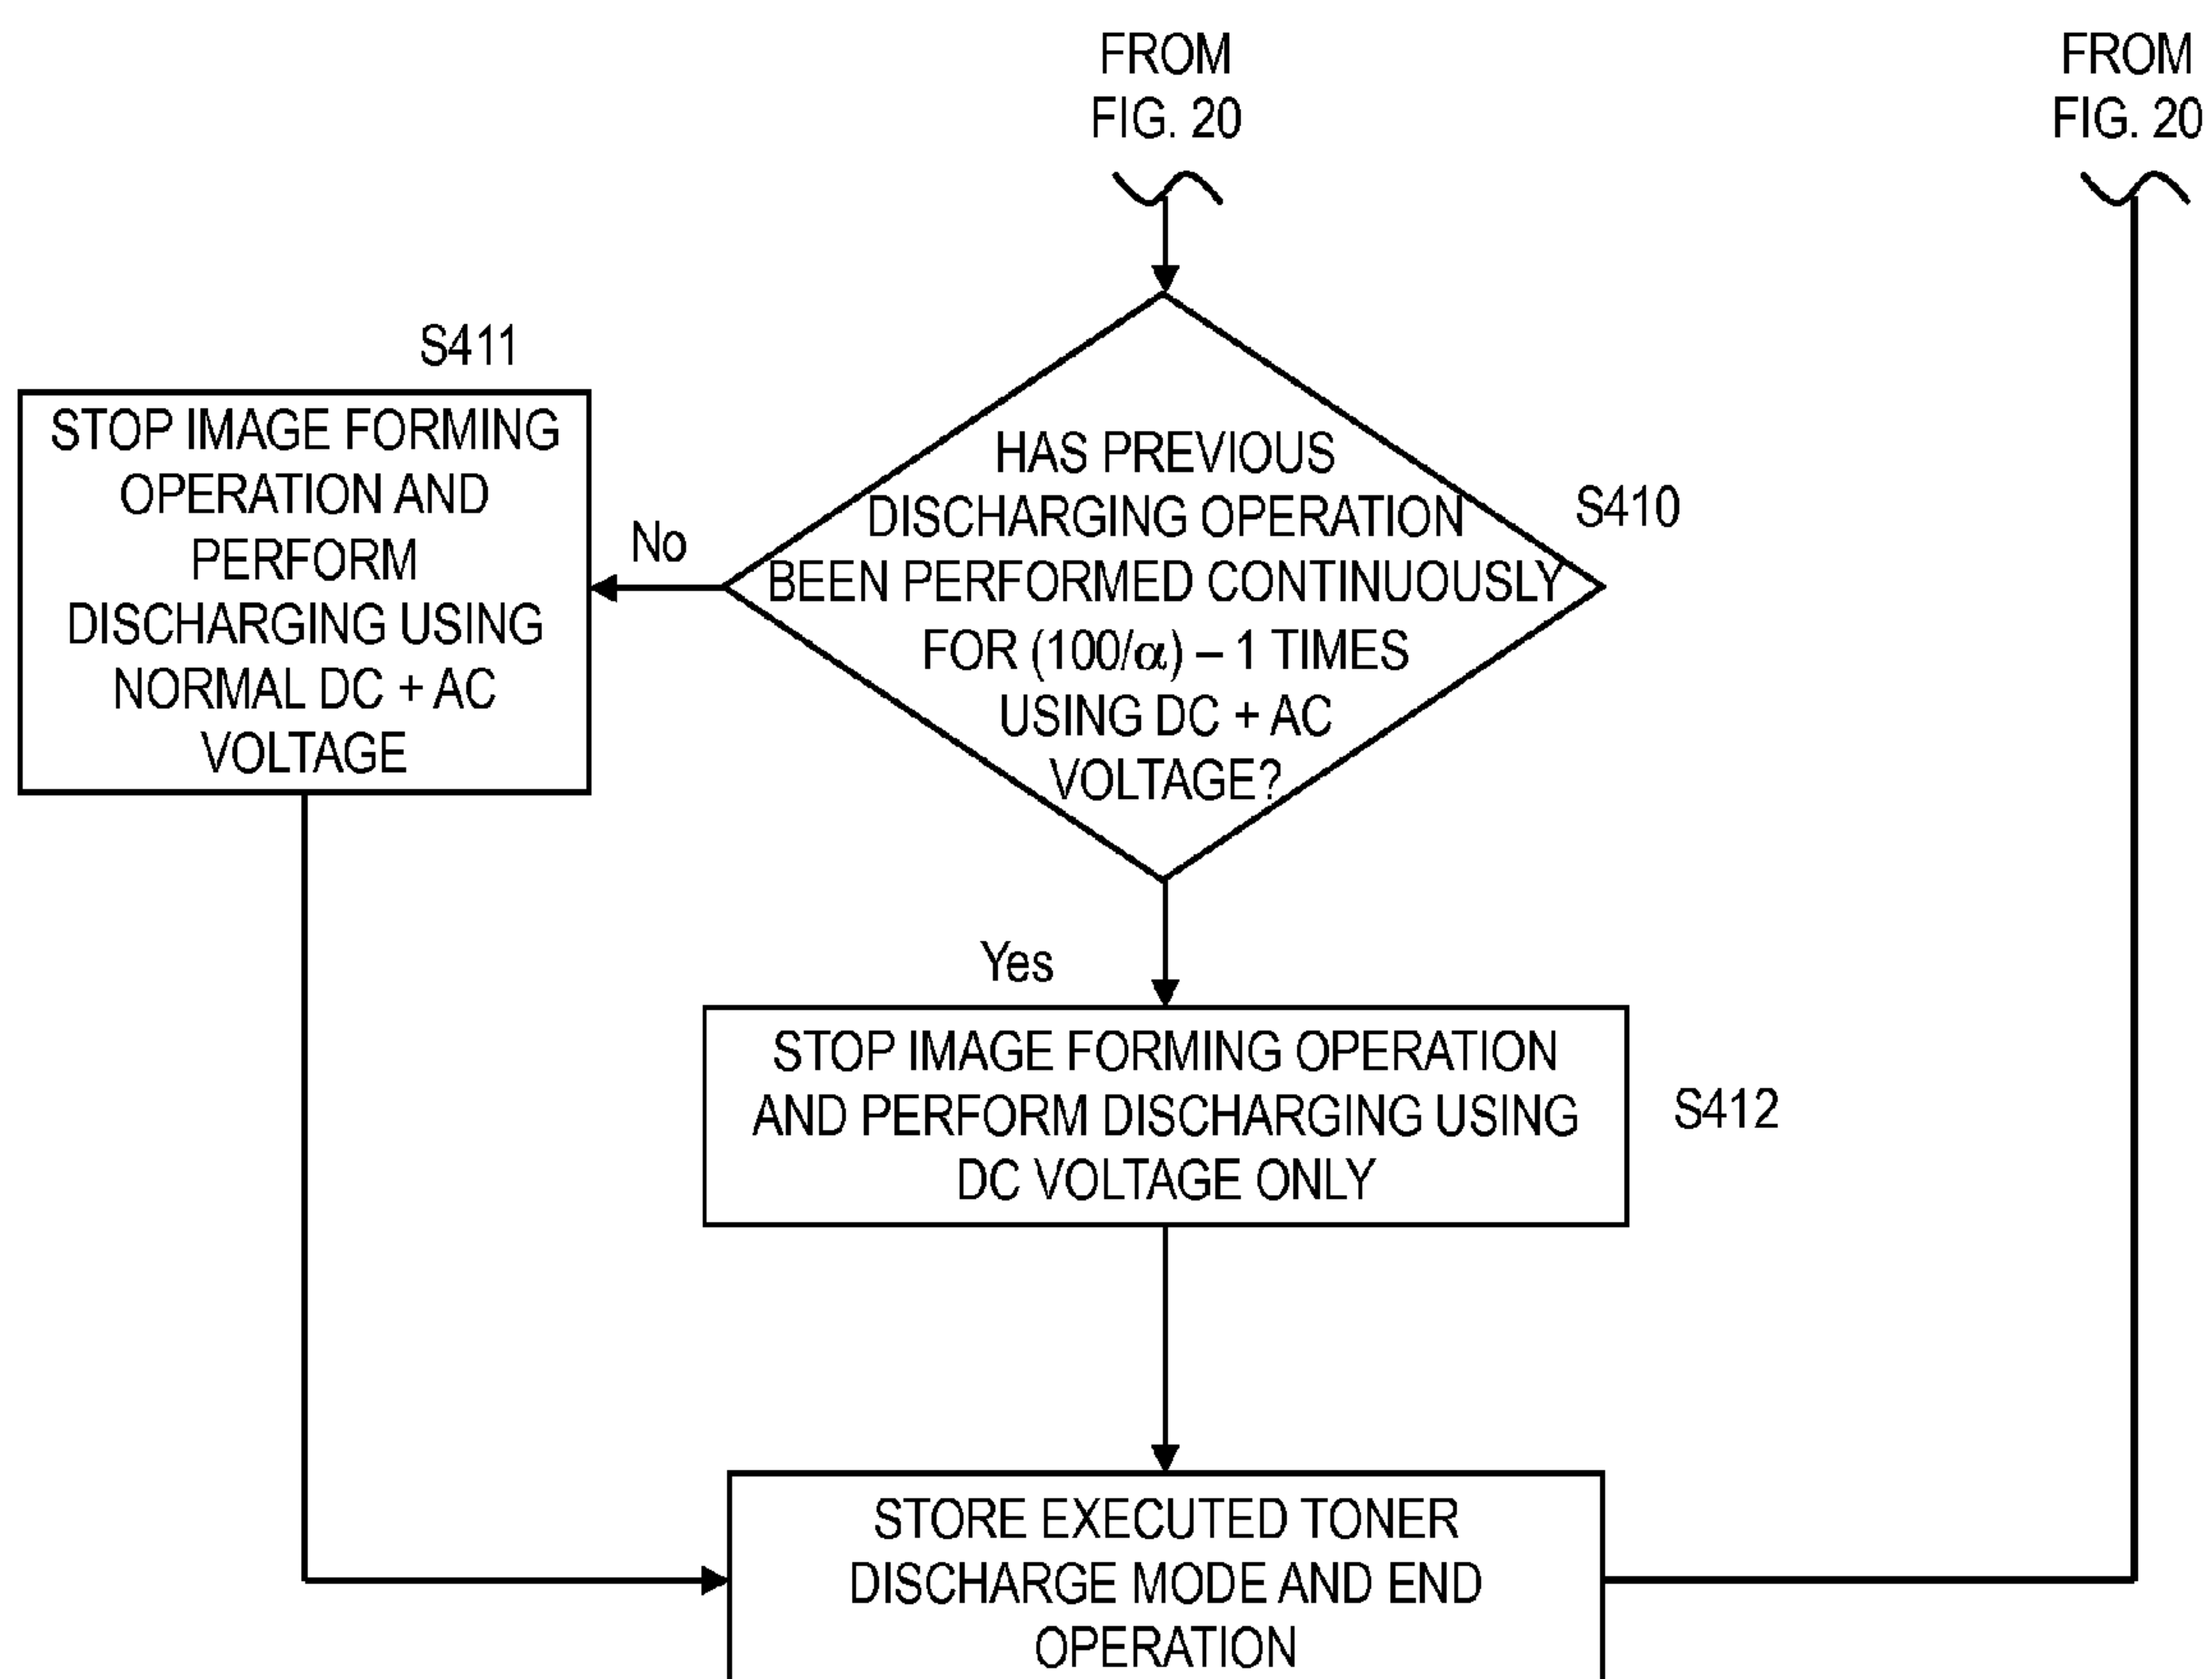 FROM
FIG. 20
FROM
FIG. 20
S411
STOP IMAGE FORMING
OPERATION AND
PERFORM
DISCHARGING USING
NORMAL DC + AC
VOLTAGE
No
HAS PREVIOUS
DISCHARGING OPERATION
BEEN PERFORMED CONTINUOUSLY
FOR (100/α) – 1 TIMES
USING DC + AC
VOLTAGE?
S410
Yes
STOP IMAGE FORMING OPERATION
AND PERFORM DISCHARGING USING
DC VOLTAGE ONLY
S412
STORE EXECUTED TONER
DISCHARGE MODE AND END
OPERATION